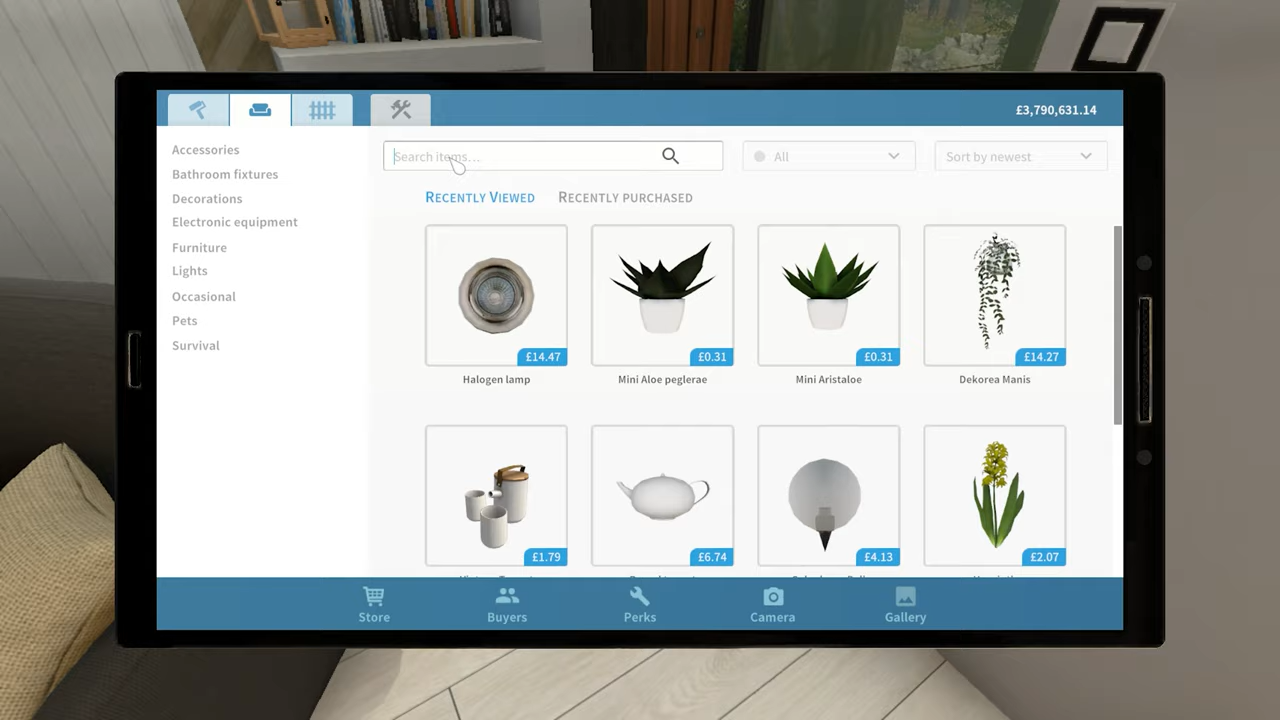 £3,790,631.14
Accessories
Bathroom fixtures
Decorations
Electronic equipment
Furniture
Lights
Occasional
Pets
Survival
Search items...
All
Sort by newest
RECENTLY VIEWED
RECENTLY PURCHASED
£14.47
£0.31
£0.31
£14.27
Halogen lamp
Mini Aloe peglerae
Mini Aristaloe
Dekorea Manis
£1.79
£6.74
£4.13
£2.07
Store
Buyers
Perks
Camera
Gallery